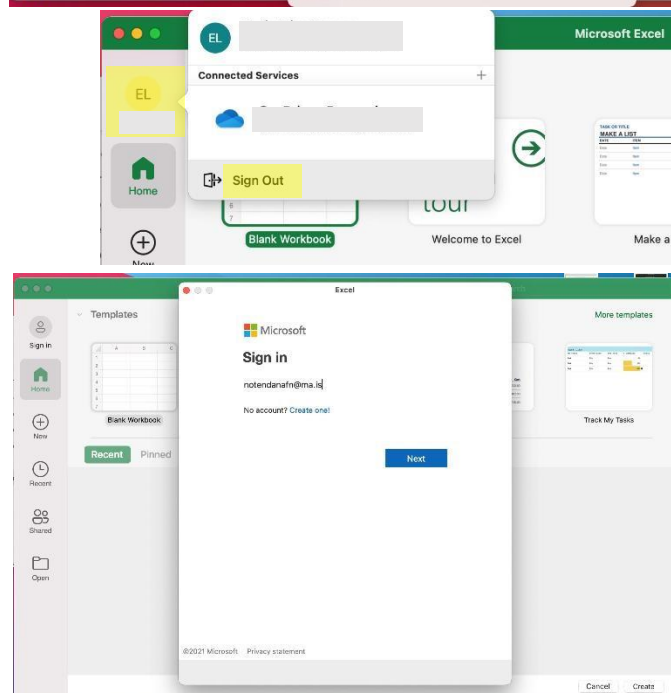 EL
Microsoft Excel
Connected Services
EL
Sign Out
Home
tour
Blank Workbook
Welcome to Excel
MAKE A LIST
Make a
New
Excel
Templates
More templates
Microsoft
Sign in
Sign in
notendanafn@ma.is
Home
No account? Create one!
Blank Workbook
Track My Tasks
New
Next
Recent
Pinned
Recent
Shared
Open
©2021 Microsoft Privacy statement
Cancel
Create